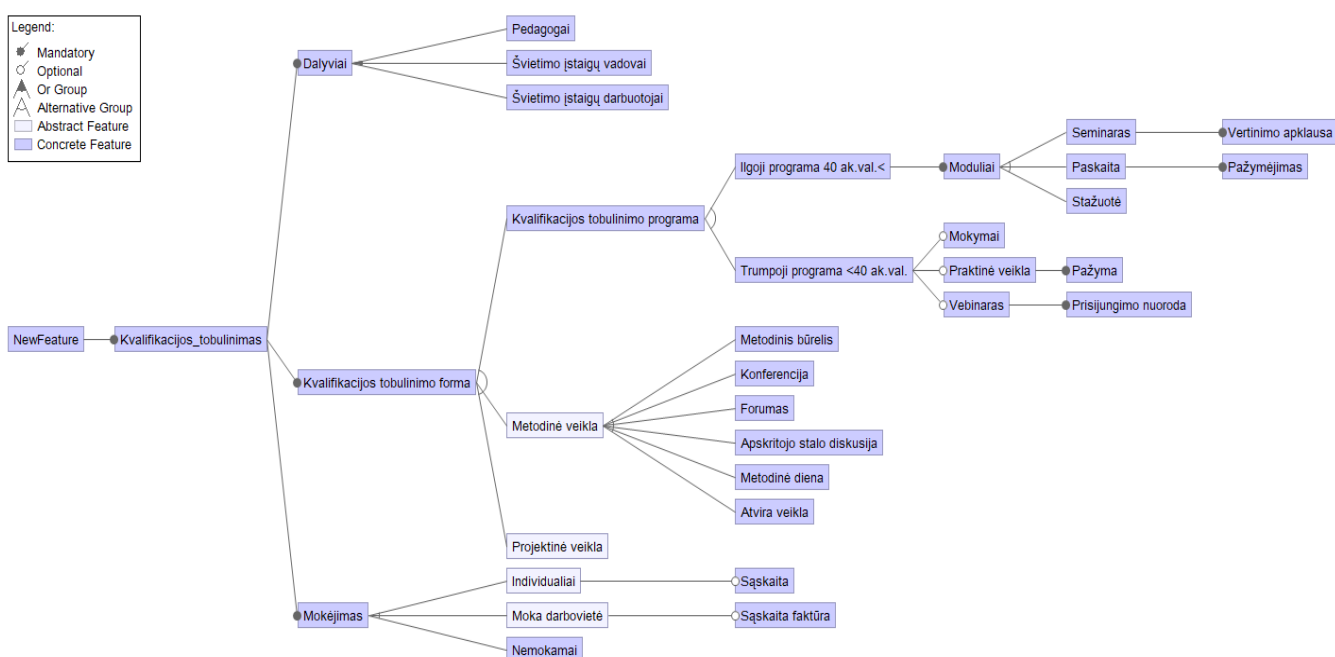 Legend:
Mandatory
Optional
Or Group
Alternative Group
Abstract Feature
Concrete Feature
NewFeature
Kvalifikacijos_tobulinimas
Dalyviai
Pedagogai
Švietimo įstaigų vadovai
Švietimo įstaigų darbuotojai
Kvalifikacijos tobulinimo forma
Kvalifikacijos tobulinimo programa
Ilgoji programa 40 ak.val.<
Moduliai
Seminaras
Vertinimo apklausa
Paskaita
Pažymėjimas
Stažuotė
Trumpoji programa <40 ak.val.
Mokymai
Praktinė veikla
Pažyma
Vebinaras
Prisijungimo nuoroda
Metodinė veikla
Metodinis būrelis
Konferencija
Forumas
Apskritojo stalo diskusija
Metodinė diena
Atvira veikla
Projektinė veikla
Mokėjimas
Individualiai
Sąskaita
Moka darbovietė
Sąskaita faktūra
Nemokamai